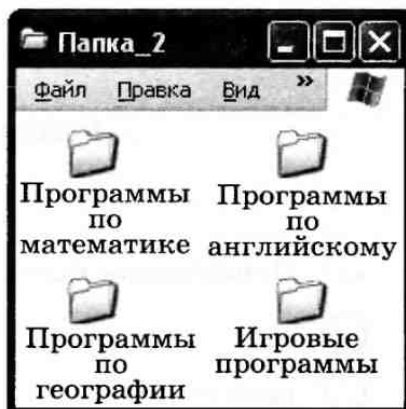 Папка_2
Файл Правка Вид »
Программы
по
математике
Программы
по
английскому
Программы
по
географии
Игровые
программы